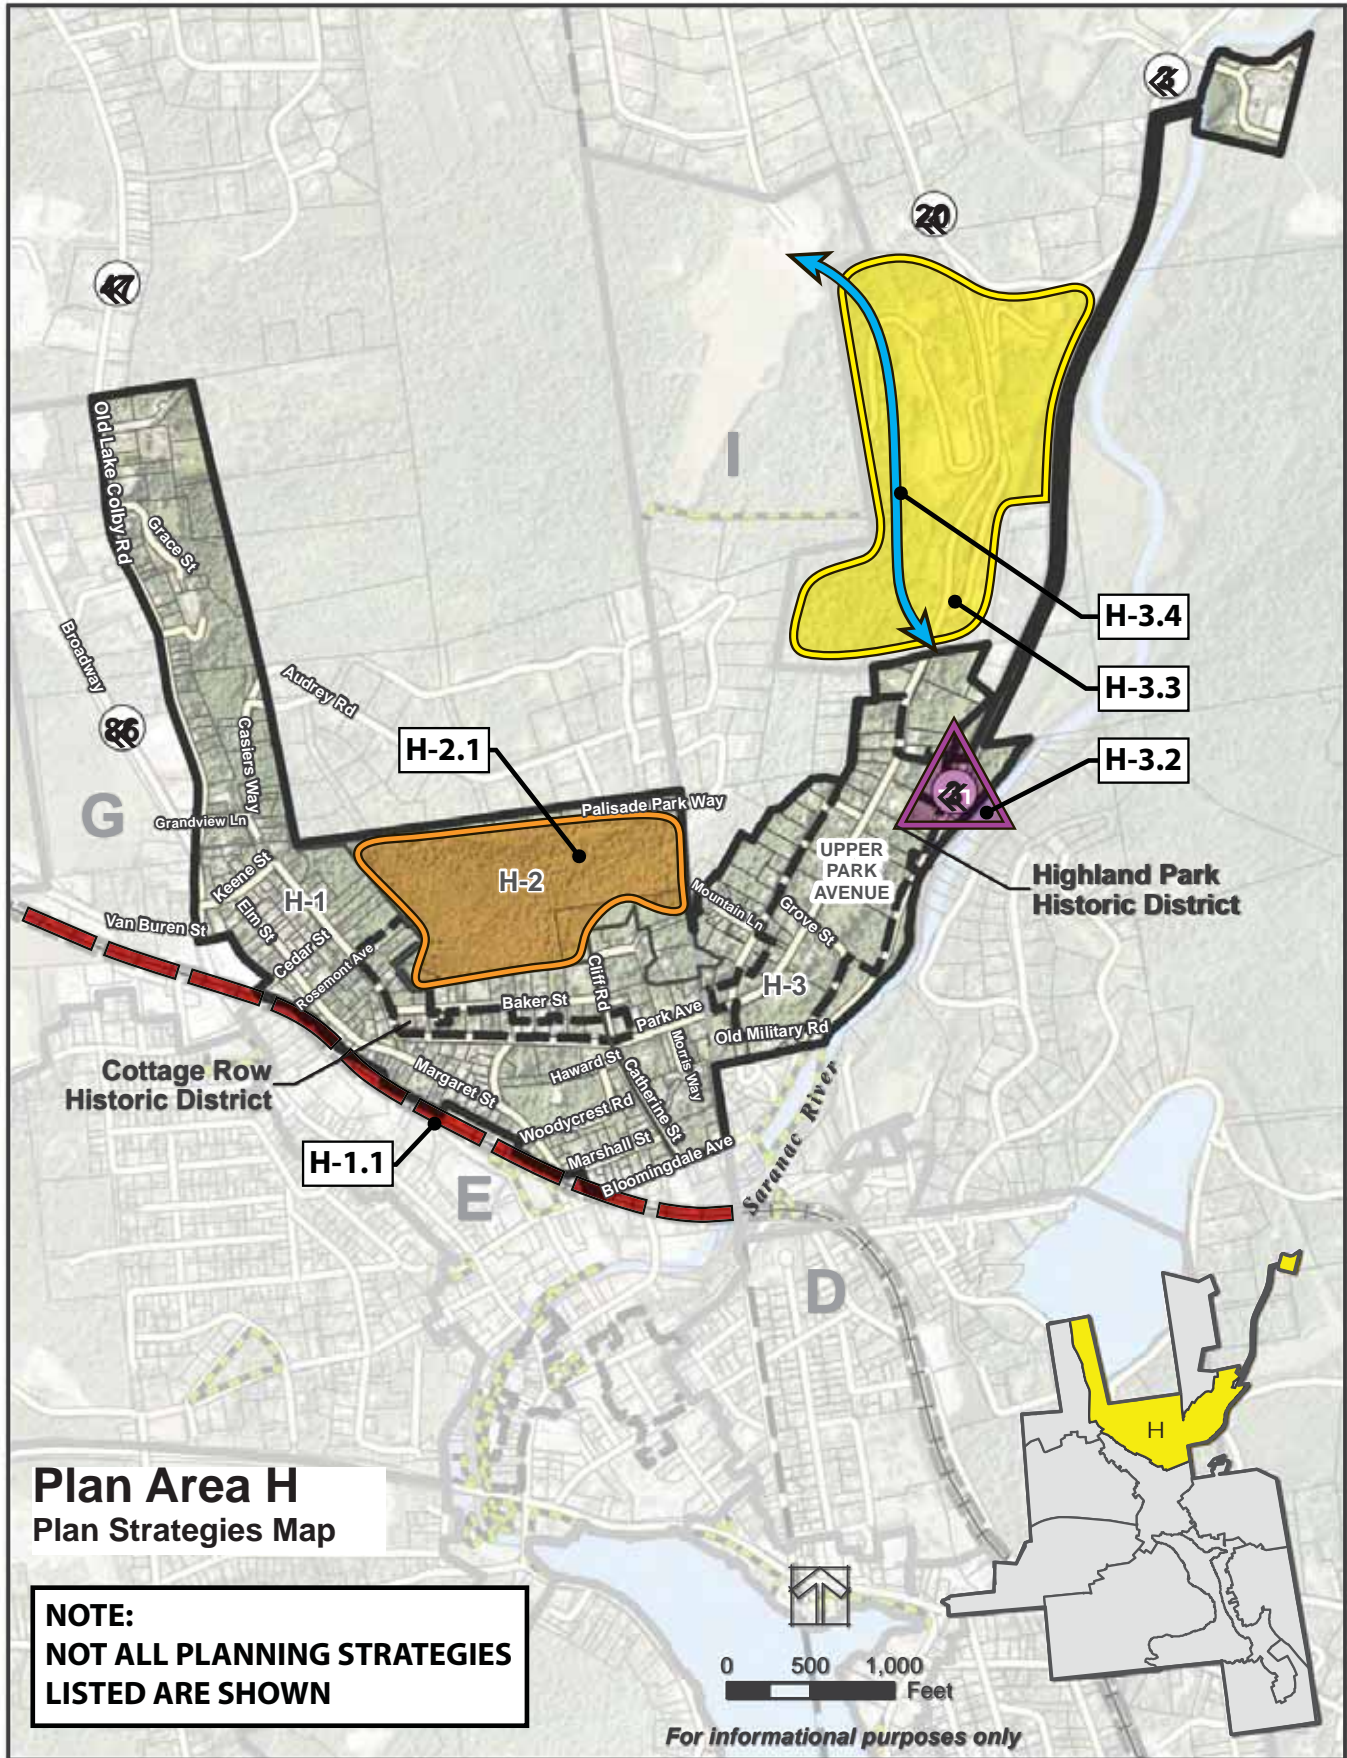 20
86
Old Lake Colby Rd
Grace St
Broadway
Audrey Rd
Casiers Way
Grandview Ln
Keene St
Elm St
Cedar St
Rosemont Ave
Van Buren St
G
I
E
D
H-1
H-2
H-3
H-2.1
Palisade Park Way
H-3.4
H-3.3
H-3.2
UPPER
PARK
AVENUE
Highland Park
Historic District
Mountain Ln
Grove St
Cliff Rd
Baker St
Park Ave
Old Military Rd
Morris Way
Haward St
Catherine St
Margaret St
Woodycrest Rd
Marshall St
Bloomingdale Ave
Saranac River
Cottage Row
Historic District
H-1.1
H
Plan Area H
Plan Strategies Map
NOTE:
NOT ALL PLANNING STRATEGIES
LISTED ARE SHOWN
0 500 1,000
Feet
For informational purposes only